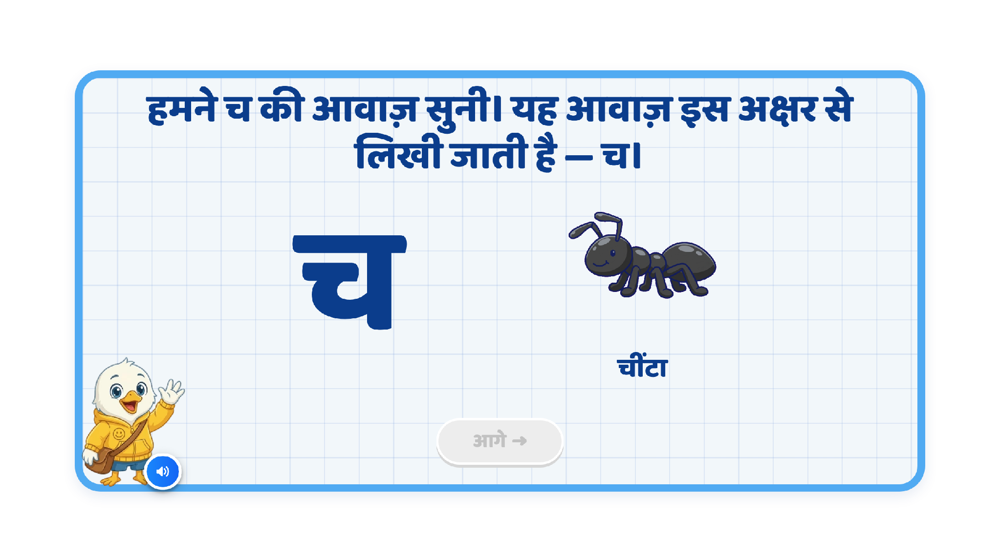 हमने च की आवाज़ सुनी। यह आवाज़ इस अक्षर से
लिखी जाती है – च।
च
चींटा
आगे →